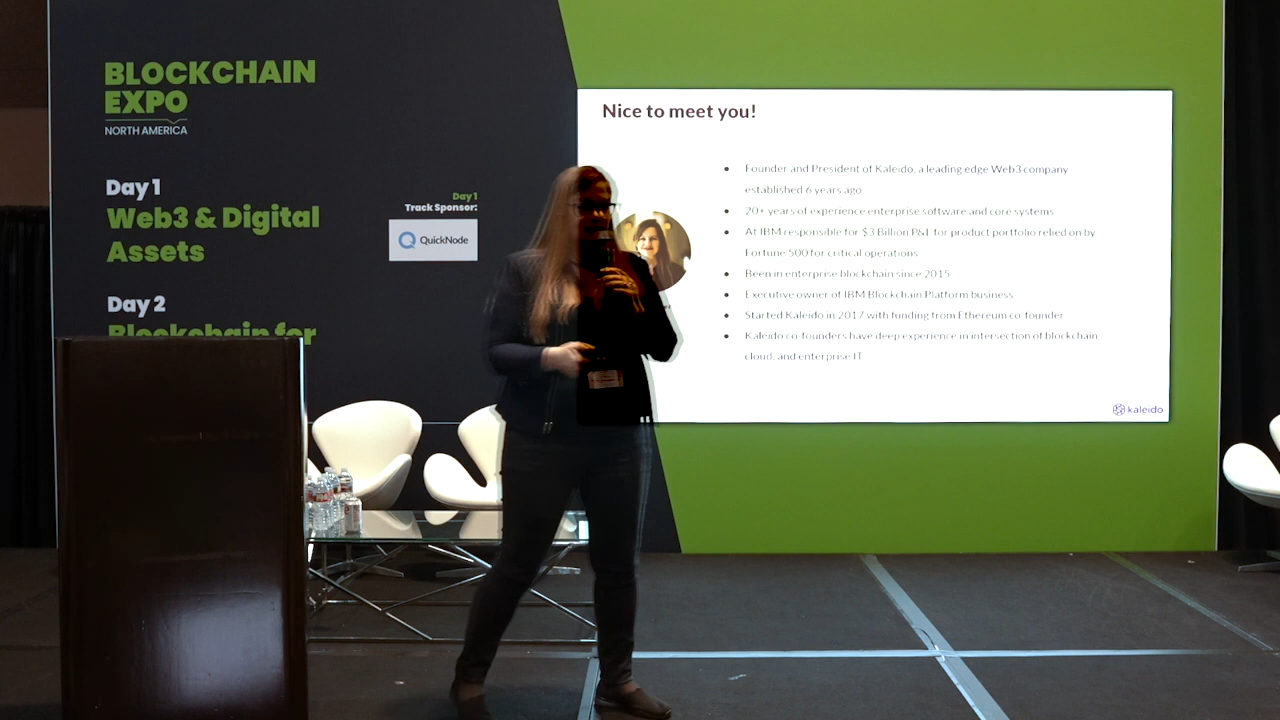 BLOCKCHAIN
EXPO
NORTH AMERICA
Day 1
Web3 & Digital
Assets
Day 2
Blockchain for
Day 1
Track Sponsor:
QuickNode
Nice to meet you!
• Founder and President of Kaleido, a leading edge Web3 company
established 6 years ago
• 20+ years of experience enterprise software and core systems
• At IBM responsible for $3 Billion P&L for product portfolio relied on by
Fortune 500 for critical operations
• Been in enterprise blockchain since 2015
• Executive owner of IBM Blockchain Platform business
• Started Kaleido in 2017 with funding from Ethereum co-founder
• Kaleido co-founders have deep experience in intersection of blockchain,
cloud, and enterprise IT
kaleido